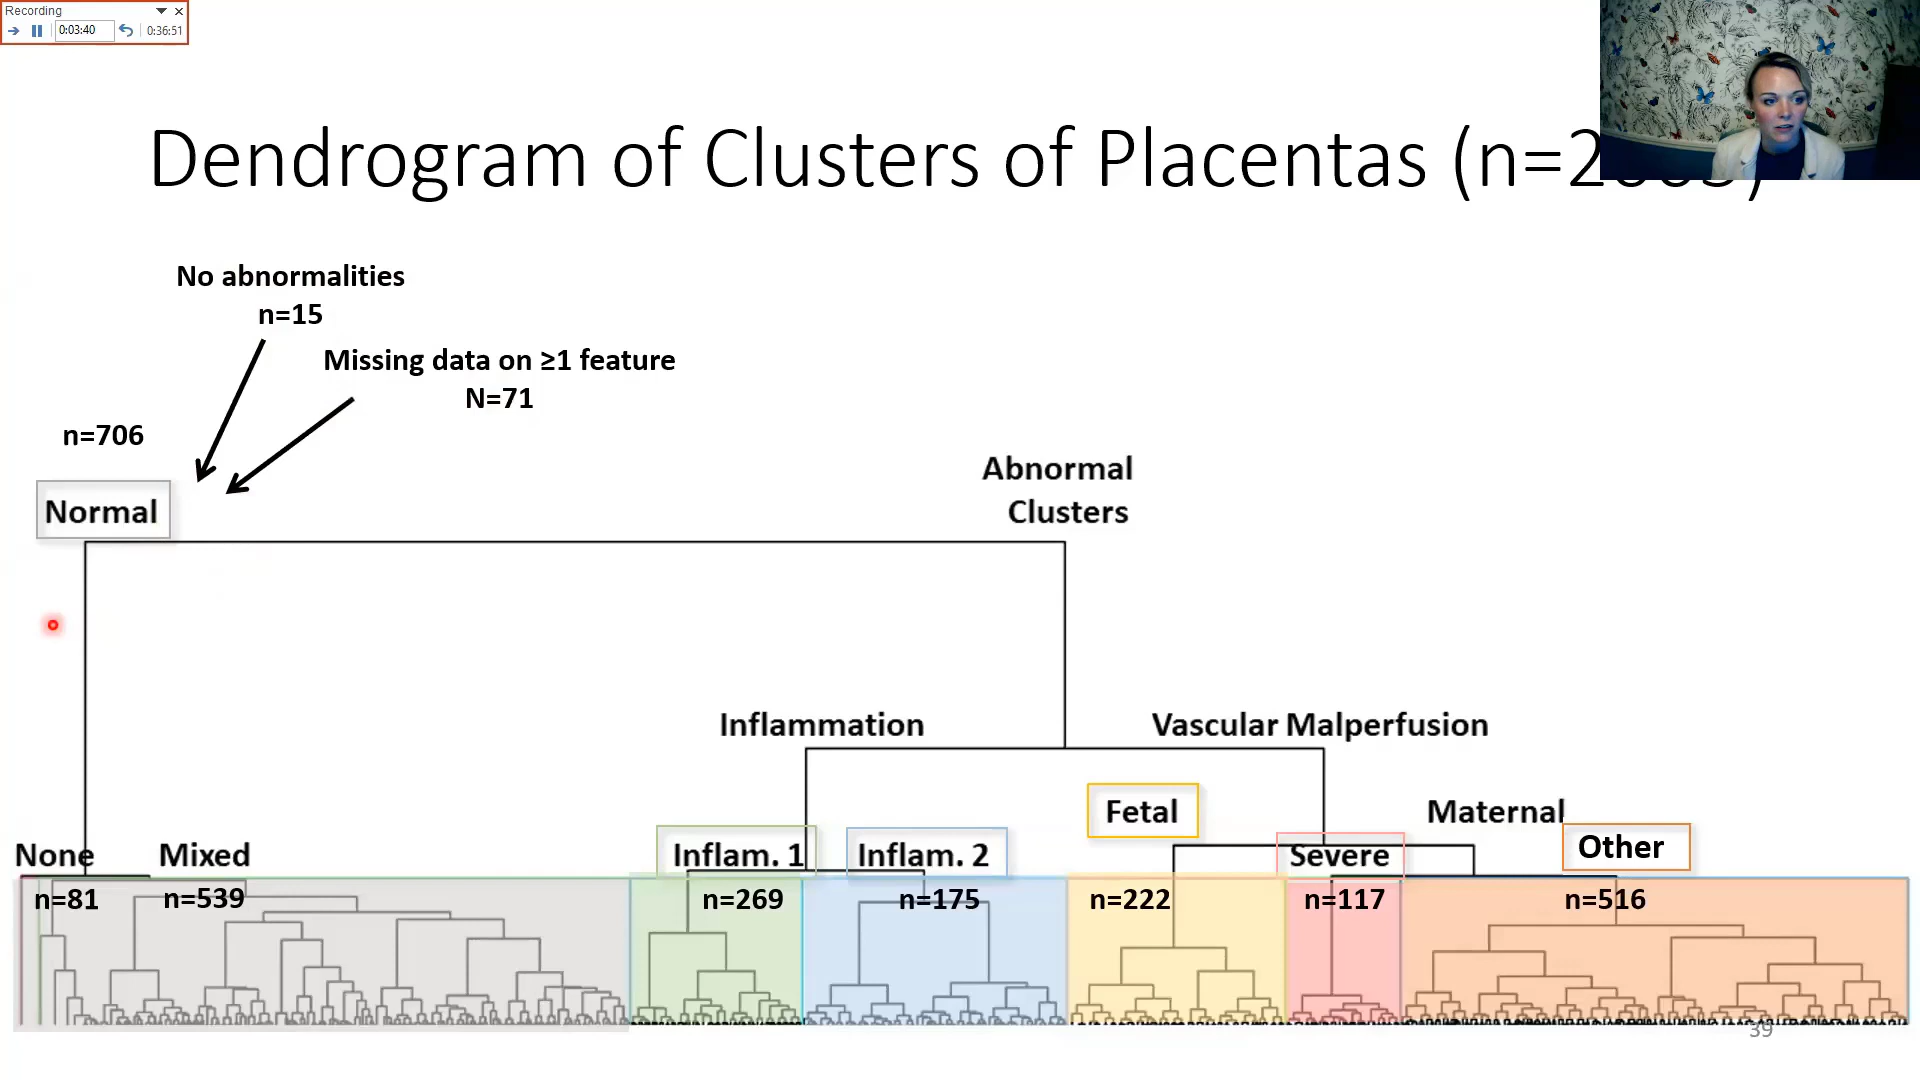 Recording
0:03:40
0:36:51
Dendrogram of Clusters of Placentas
No abnormalities
n=15
Missing data on ≥1 feature
N=71
n=706
Normal
Abnormal
Clusters
Inflammation
Vascular Malperfusion
Fetal
Maternal
None
Mixed
Inflam. 1
Inflam. 2
Severe
Other
n=81
n=539
n=269
n=175
n=222
n=117
n=516
39